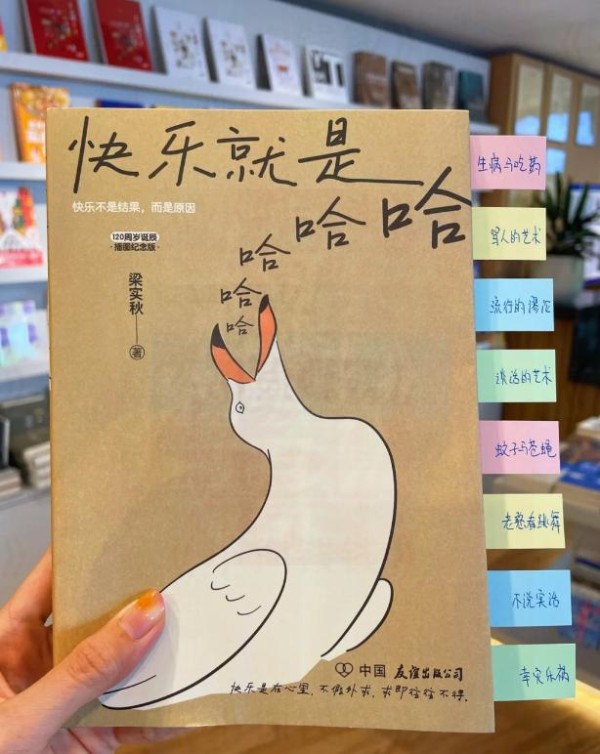 快乐就是
哈哈哈哈哈
快乐不是结果，而是原因
120周岁诞辰
·插图纪念版·
梁实秋——著
中国友谊出版公司
快乐是在心里，不假外求，求即往往不得。
生病与吃药
骂人的艺术
流行的谬论
谈话的艺术
蚊子与苍蝇
老憨看跳舞
不说实话
幸灾乐祸